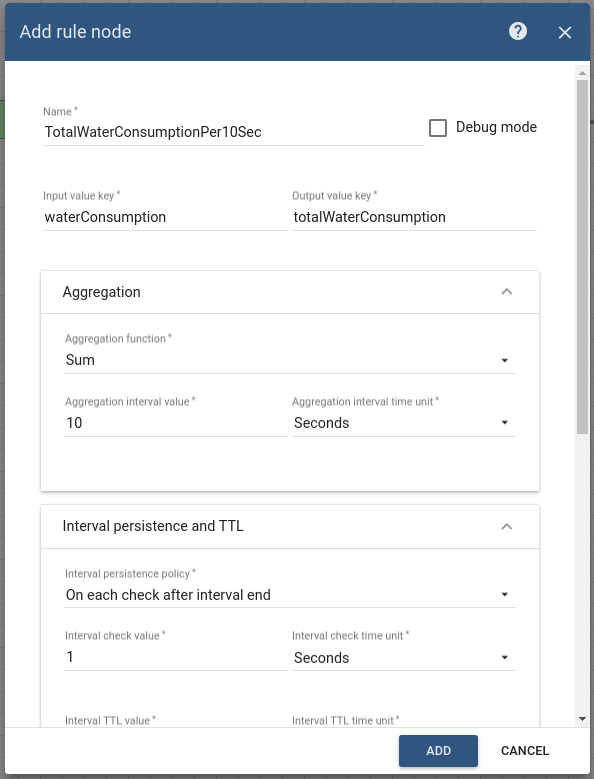 Add rule node ?
Name *
TotalWaterConsumptionPer10Sec
Debug mode
Input value key * Output value key *
waterConsumption totalWaterConsumption
Aggregation
Aggregation function *
Sum
Aggregation interval value * Aggregation interval time unit *
10 Seconds
Interval persistence and TTL
Interval persistence policy *
On each check after interval end
Interval check value * Interval check time unit *
1 Seconds
Interval TTL value * Interval TTL time unit *
ADD CANCEL